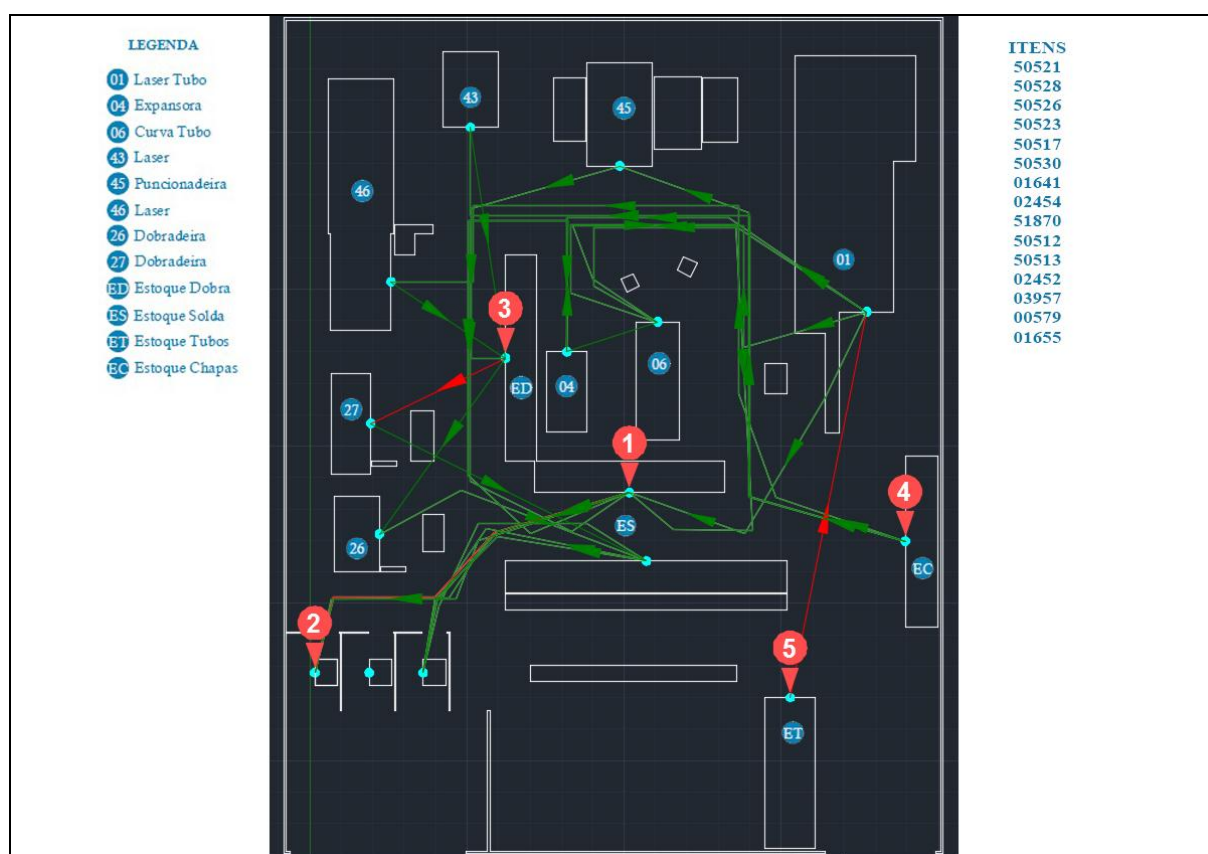 LEGENDA
01 Laser Tubo
04 Expansora
06 Curva Tubo
43 Laser
45 Puncionadeira
46 Laser
26 Dobradeira
27 Dobradeira
ED Estoque Dobra
ES Estoque Solda
ET Estoque Tubos
EC Estoque Chapas
43
45
46
01
3
ED
04
06
27
1
4
ES
26
EC
2
5
ET
ITENS
50521
50528
50526
50523
50517
50530
01641
02454
51870
50512
50513
02452
03957
00579
01655